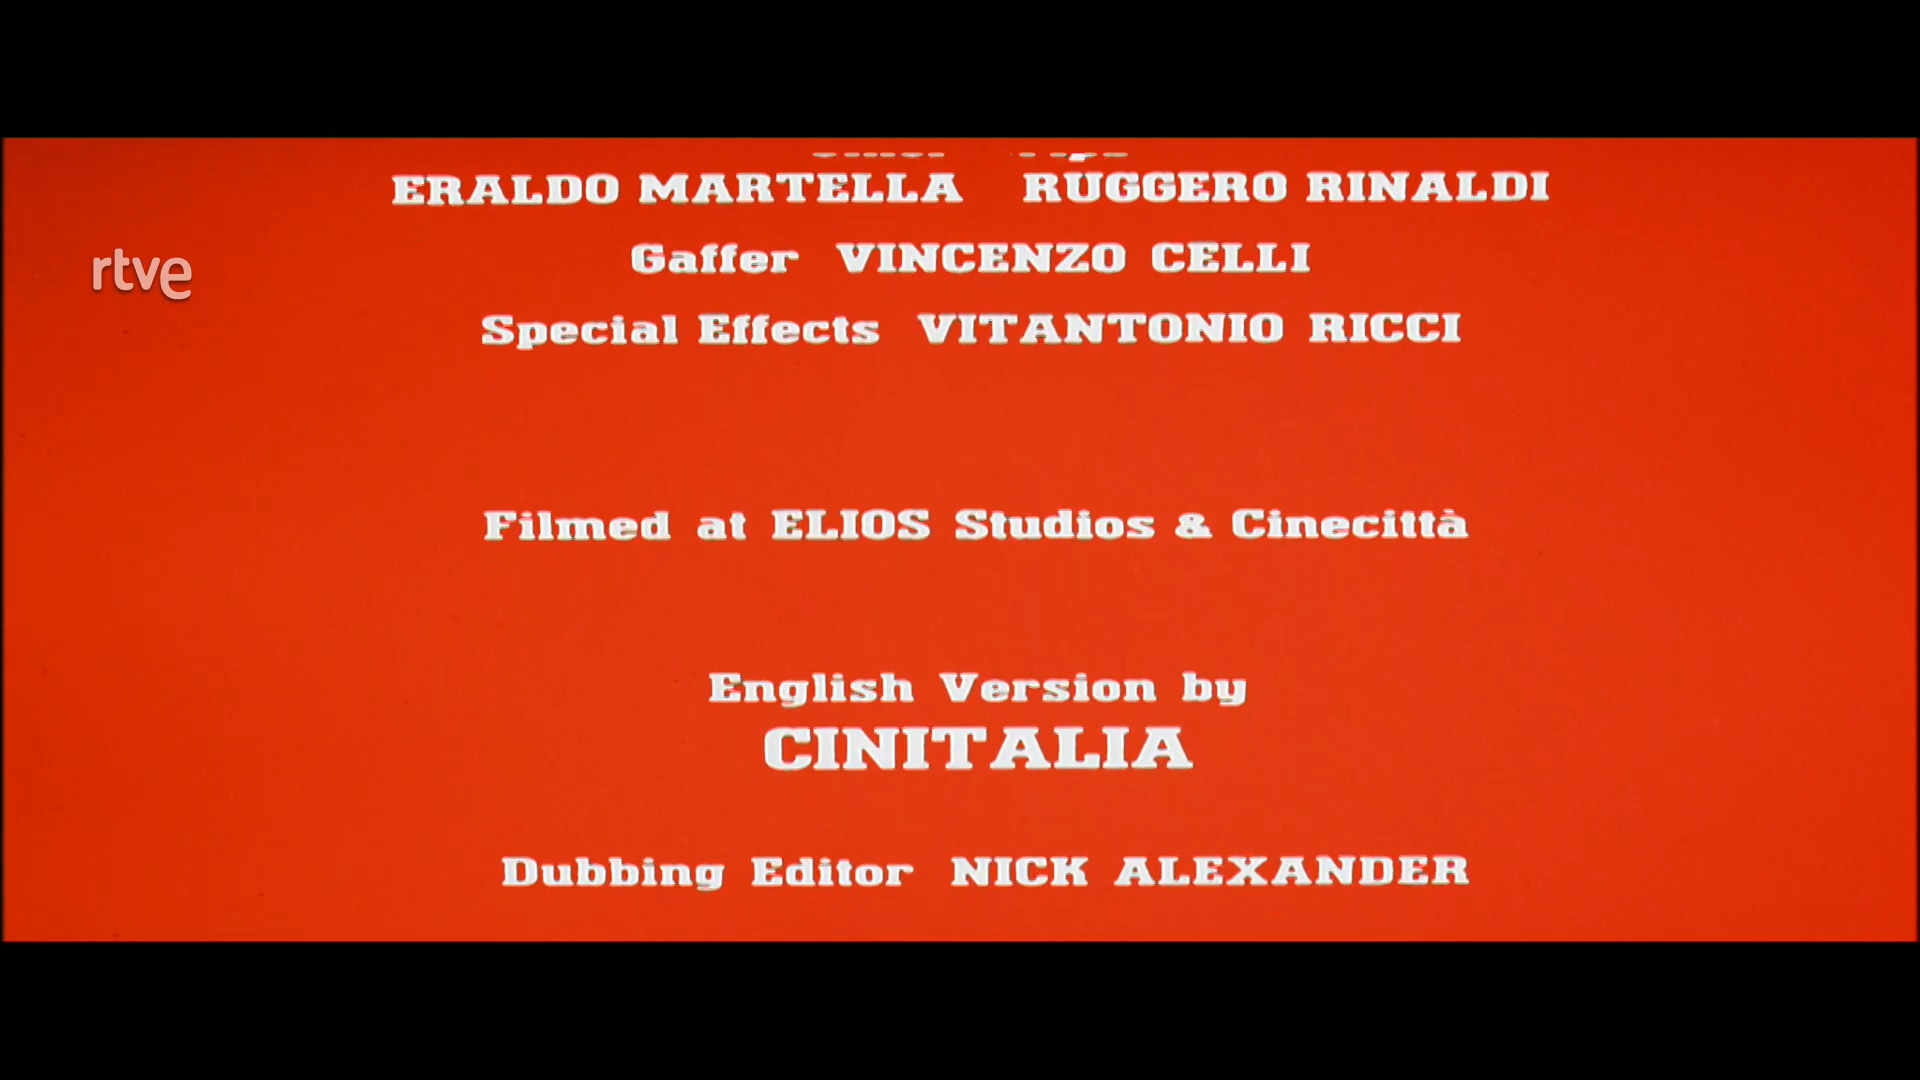 ERALDO MARTELLA RUGGERO RINALDI
Gaffer VINCENZO CELLI
rtve
Special Effects VITANTONIO RICCI
Filmed at ELIOS Studios & Cinecittà
English Version by
CINITALIA
Dubbing Editor NICK ALEXANDER